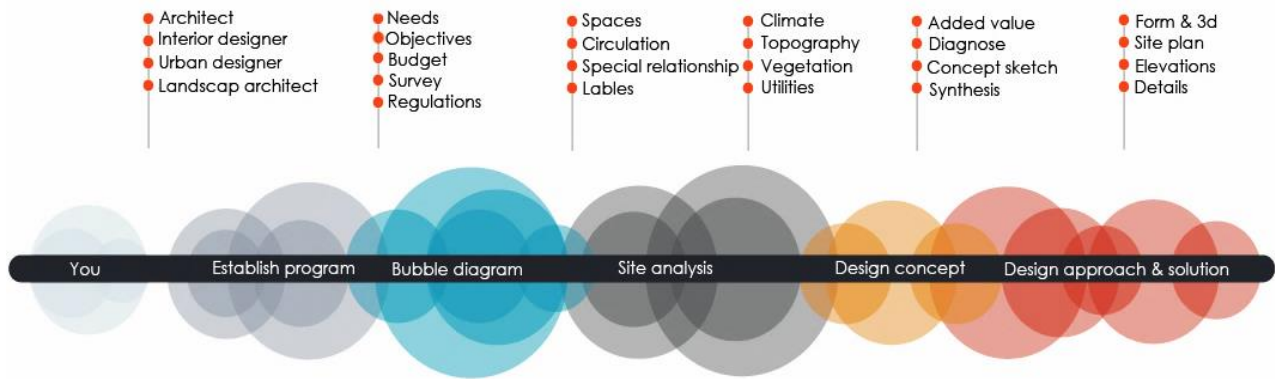 Architect
Interior designer
Urban designer
Landscap architect
Needs
Objectives
Budget
Survey
Regulations
Spaces
Circulation
Special relationship
Lables
Climate
Topography
Vegetation
Utilities
Added value
Diagnose
Concept sketch
Synthesis
Form & 3d
Site plan
Elevations
Details
You
Establish program
Bubble diagram
Site analysis
Design concept
Design approach & solution